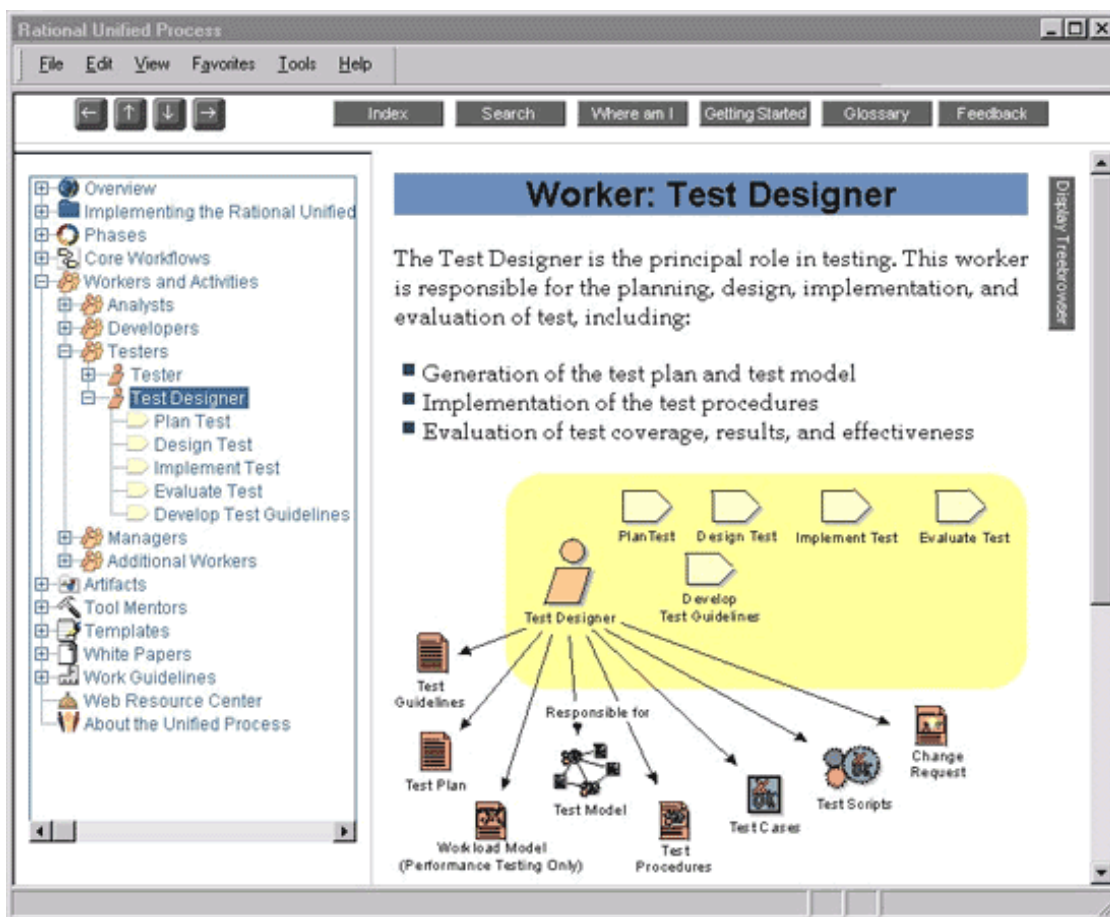 Rational Unified Process
File Edit View Favorites Tools Help
Index Search Where am I Getting Started Glossary Feedback
Overview
Implementing the Rational Unified
Phases
Core Workflows
Workers and Activities
Analysts
Developers
Testers
Tester
Test Designer
Plan Test
Design Test
Implement Test
Evaluate Test
Develop Test Guidelines
Managers
Additional Workers
Artifacts
Tool Mentors
Templates
White Papers
Work Guidelines
Web Resource Center
About the Unified Process
Worker: Test Designer
Display Treebrowser
The Test Designer is the principal role in testing. This worker
is responsible for the planning, design, implementation, and
evaluation of test, including:
Generation of the test plan and test model
Implementation of the test procedures
Evaluation of test coverage, results, and effectiveness
Plan Test Design Test Implement Test Evaluate Test
Develop
Test Guidelines
Test Designer
Test
Guidelines
Responsible for
Test Plan
Test Model
Workload Model
(Performance Testing Only)
Test
Procedures
Test Cases
Test Scripts
Change
Request